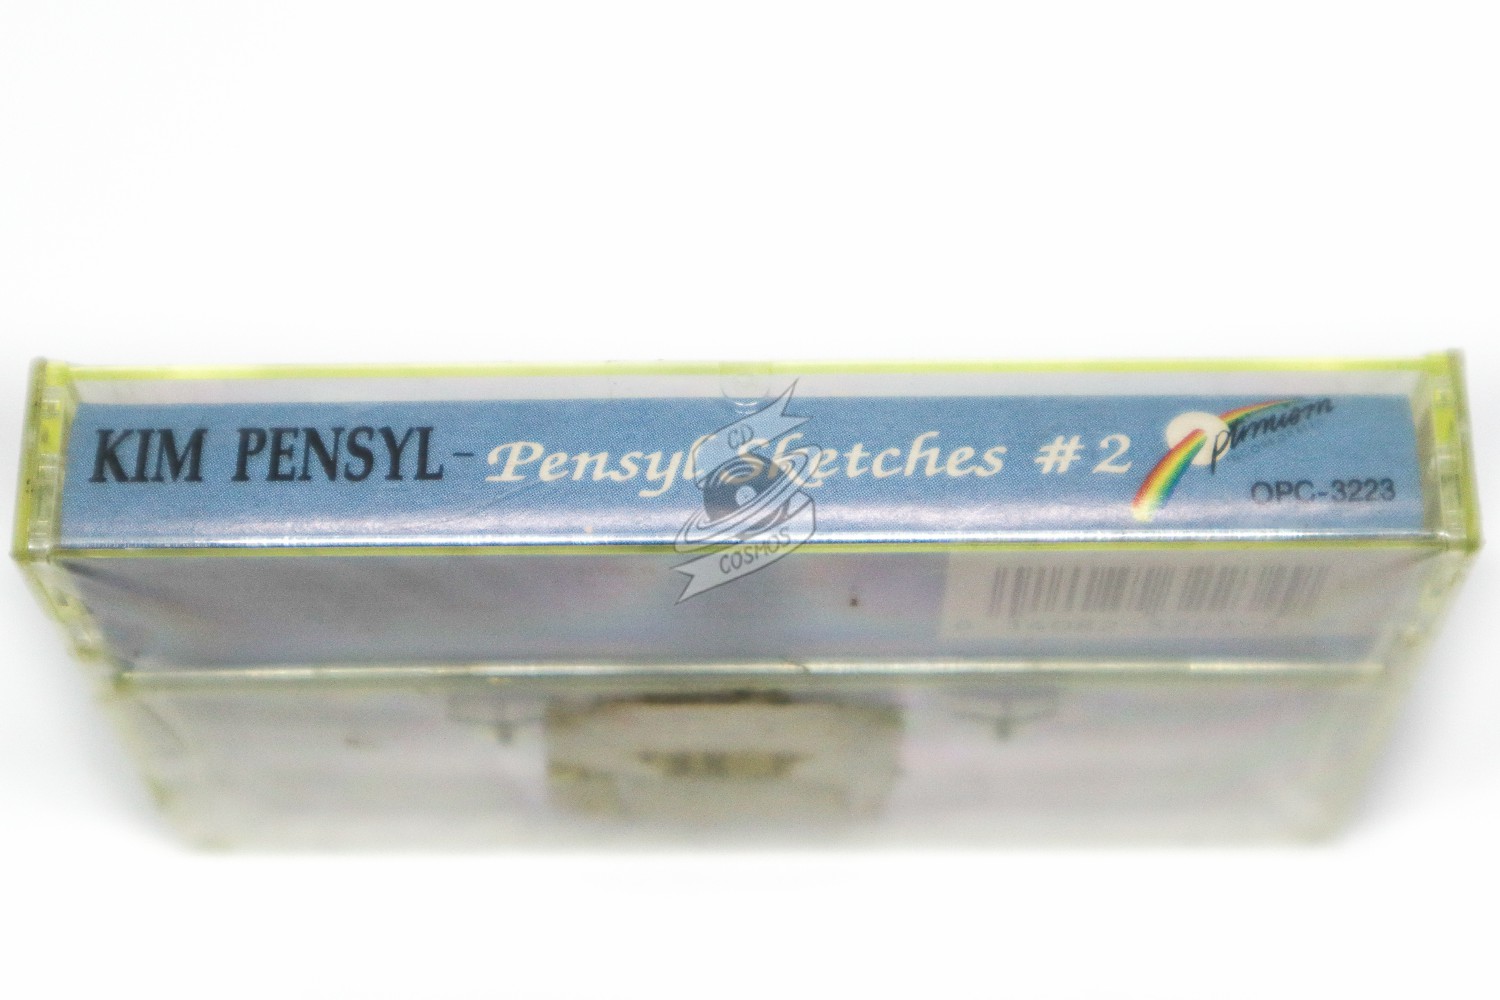 KIM PENSYL – Pensyl Sketches #2
Optimism
OPC-3223
CD
COSMOS